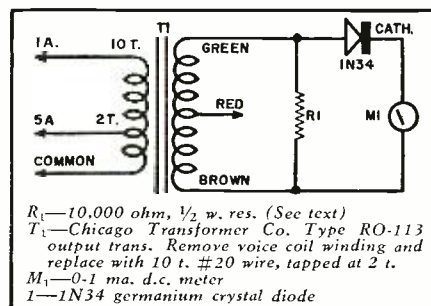 T1
1A.
10 T.
GREEN
CATH.
1N34
RED
R1
M1
5A
2T.
COMMON
BROWN
R₁—10,000 ohm, ½ w. res. (See text)
T₁—Chicago Transformer Co. Type RO-113
output trans. Remove voice coil winding and
replace with 10 t. #20 wire, tapped at 2 t.
M₁—0-1 ma. d.c. meter
1—1N34 germanium crystal diode